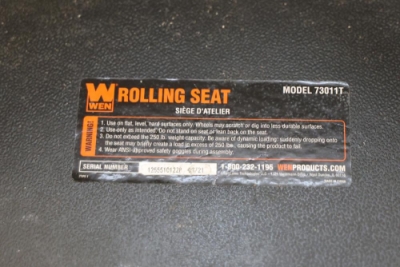 WEN
ROLLING SEAT
MODEL 73011T
SIÈGE D'ATELIER
WARNING!
1. Use on flat, level, hard surfaces only. Wheels may scratch or dig into less durable surfaces.
2. Use only as intended. Do not stand on seat or lean back on the seat.
3. Do not exceed the 250 lb. weight capacity. Be aware of dynamic loading; suddenly dropping onto
the seat may briefly create a load in excess of 250 lbs., causing the product to fail.
4. Wear ANSI-approved safety goggles during assembly.
SERIAL NUMBER
1-800-232-1195 WENPRODUCTS.COM